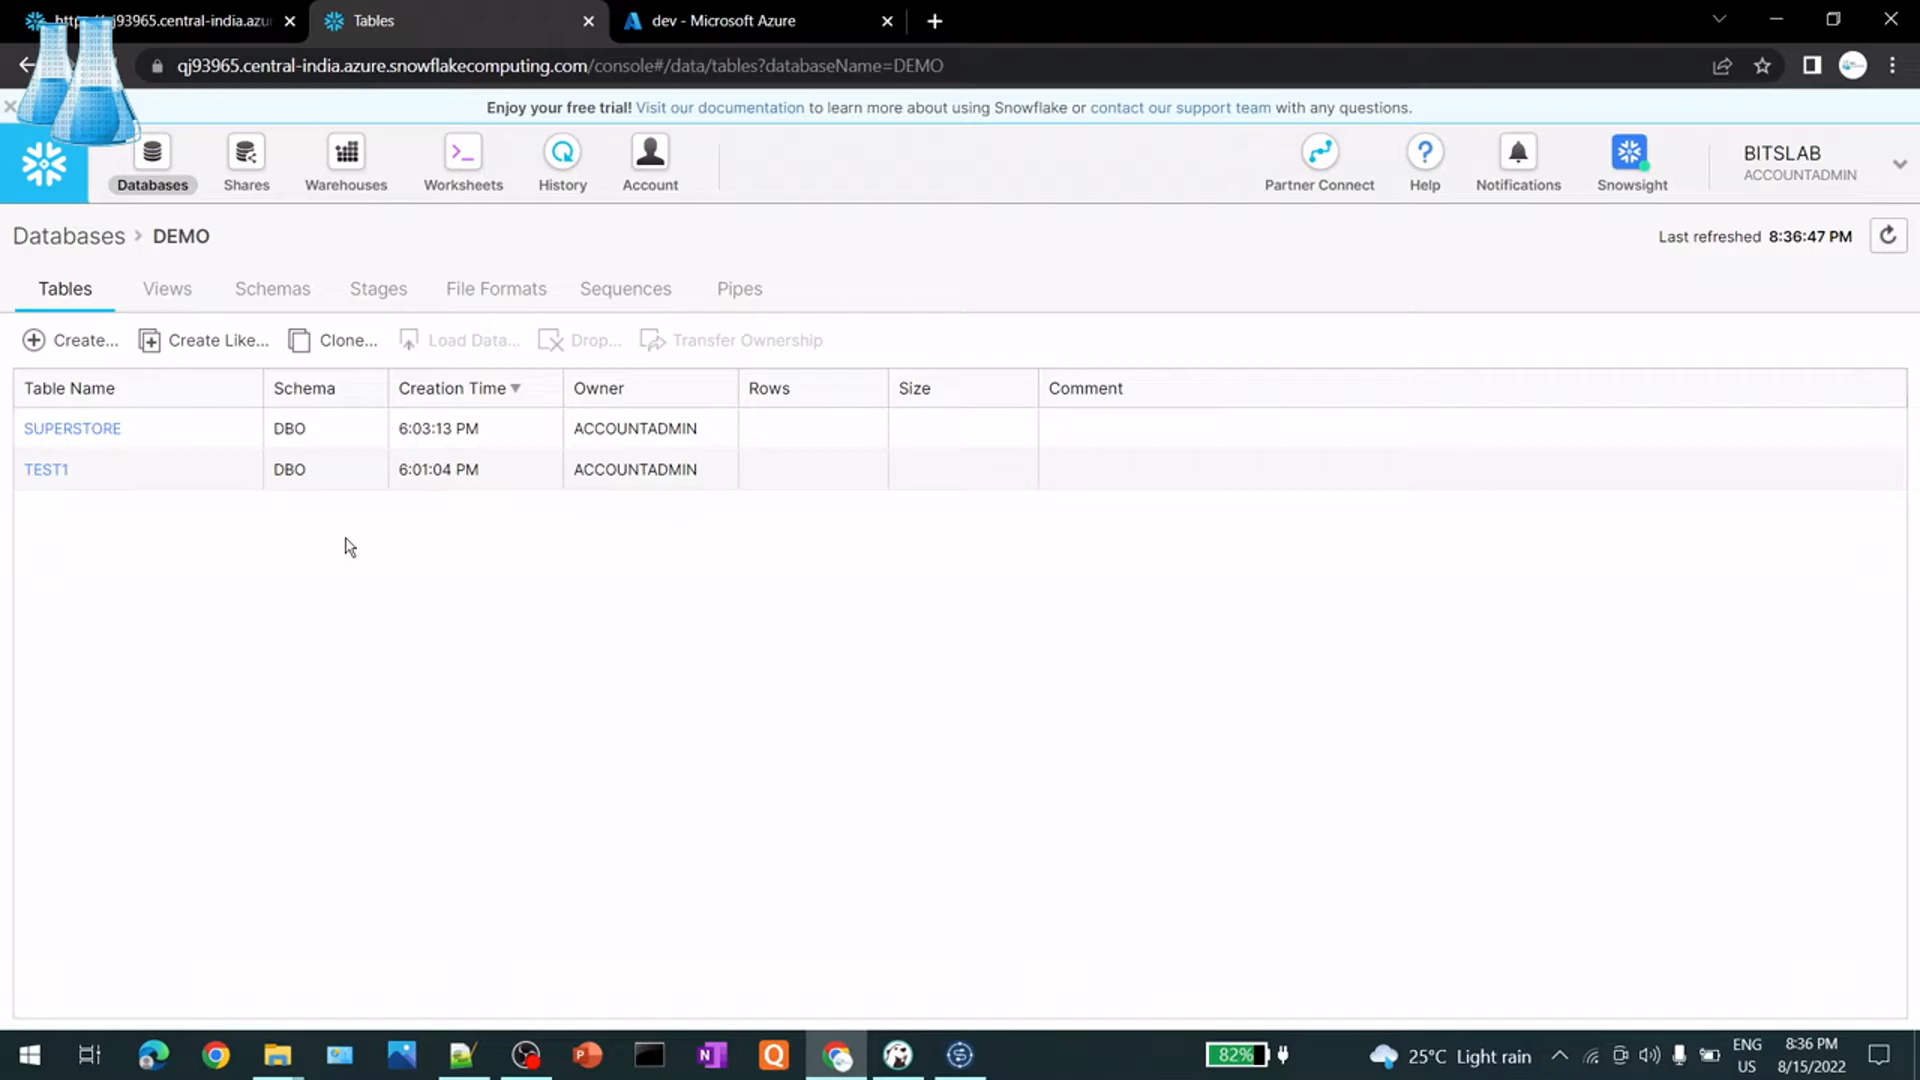 qj93965.central-india.azur
Tables
dev - Microsoft Azure
qj93965.central-india.azure.snowflakecomputing.com/console#/data/tables?databaseName=DEMO
Enjoy your free trial! Visit our documentation to learn more about using Snowflake or contact our support team with any questions.
Databases
Shares
Warehouses
Worksheets
History
Account
Partner Connect
Help
Notifications
Snowsight
BITSLAB
ACCOUNTADMIN
Databases > DEMO
Last refreshed 8:36:47 PM
Tables Views Schemas Stages File Formats Sequences Pipes
Create... Create Like... Clone... Load Data... Drop... Transfer Ownership
Table Name Schema Creation Time Owner Rows Size Comment
SUPERSTORE DBO 6:03:13 PM ACCOUNTADMIN
TEST1 DBO 6:01:04 PM ACCOUNTADMIN
82%
25°C Light rain
ENG
US
8:36 PM
8/15/2022